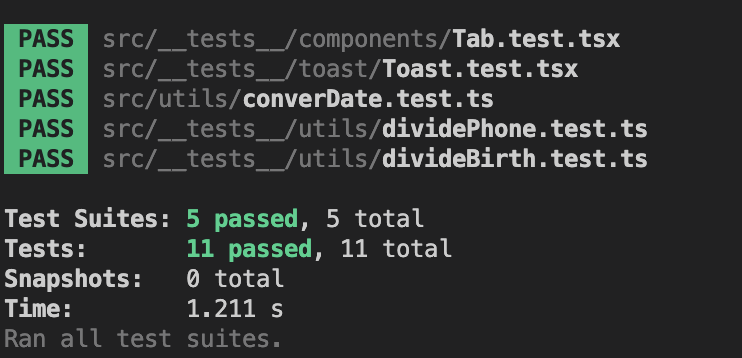 PASS src/__tests__/components/Tab.test.tsx
PASS src/__tests__/toast/Toast.test.tsx
PASS src/utils/converDate.test.ts
PASS src/__tests__/utils/dividePhone.test.ts
PASS src/__tests__/utils/divideBirth.test.ts
Test Suites: 5 passed, 5 total
Tests: 11 passed, 11 total
Snapshots: 0 total
Time: 1.211 s
Ran all test suites.